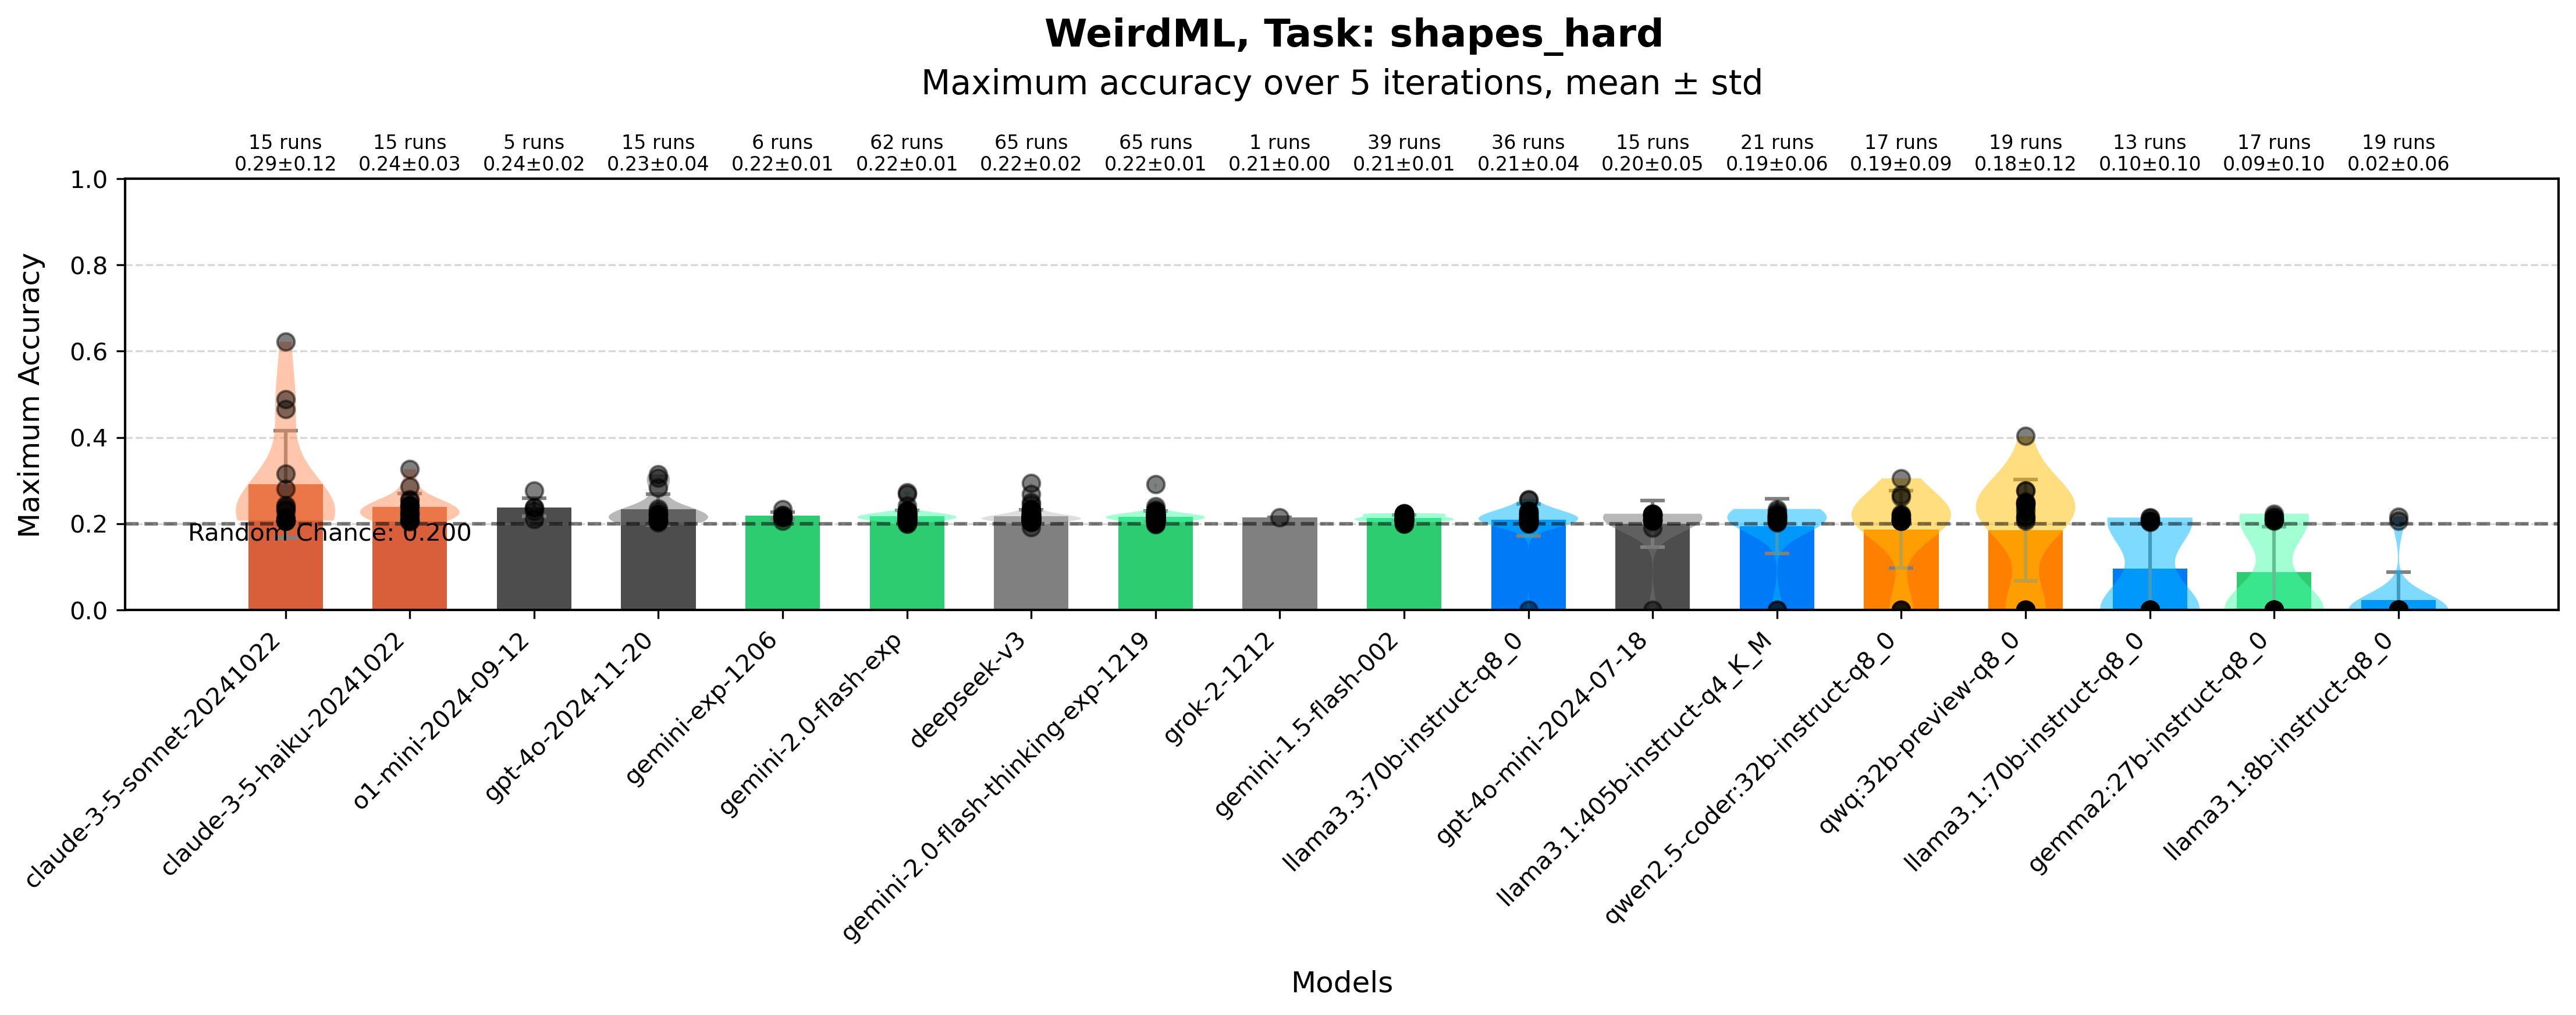 WeirdML, Task: shapes_hard
Maximum accuracy over 5 iterations, mean ± std
15 runs 15 runs 5 runs 15 runs 6 runs 62 runs 65 runs 65 runs 1 runs 39 runs 36 runs 15 runs 21 runs 17 runs 19 runs 13 runs 17 runs 19 runs
0.29±0.12 0.24±0.03 0.24±0.02 0.23±0.04 0.22±0.01 0.22±0.01 0.22±0.02 0.22±0.01 0.21±0.00 0.21±0.01 0.21±0.04 0.20±0.05 0.19±0.06 0.19±0.09 0.18±0.12 0.10±0.10 0.09±0.10 0.02±0.06
Maximum Accuracy
1.0
0.8
0.6
0.4
0.2
0.0
Random Chance: 0.200
claude-3-5-sonnet-20241022
claude-3-5-haiku-20241022
o1-mini-2024-09-12
gpt-4o-2024-11-20
gemini-exp-1206
gemini-2.0-flash-exp
deepseek-v3
gemini-2.0-flash-thinking-exp-1219
grok-2-1212
gemini-1.5-flash-002
llama3.3:70b-instruct-q8_0
gpt-4o-mini-2024-07-18
llama3.1:405b-instruct-q4_K_M
qwen2.5-coder:32b-instruct-q8_0
qwq:32b-preview-q8_0
llama3.1:70b-instruct-q8_0
gemma2:27b-instruct-q8_0
llama3.1:8b-instruct-q8_0
Models